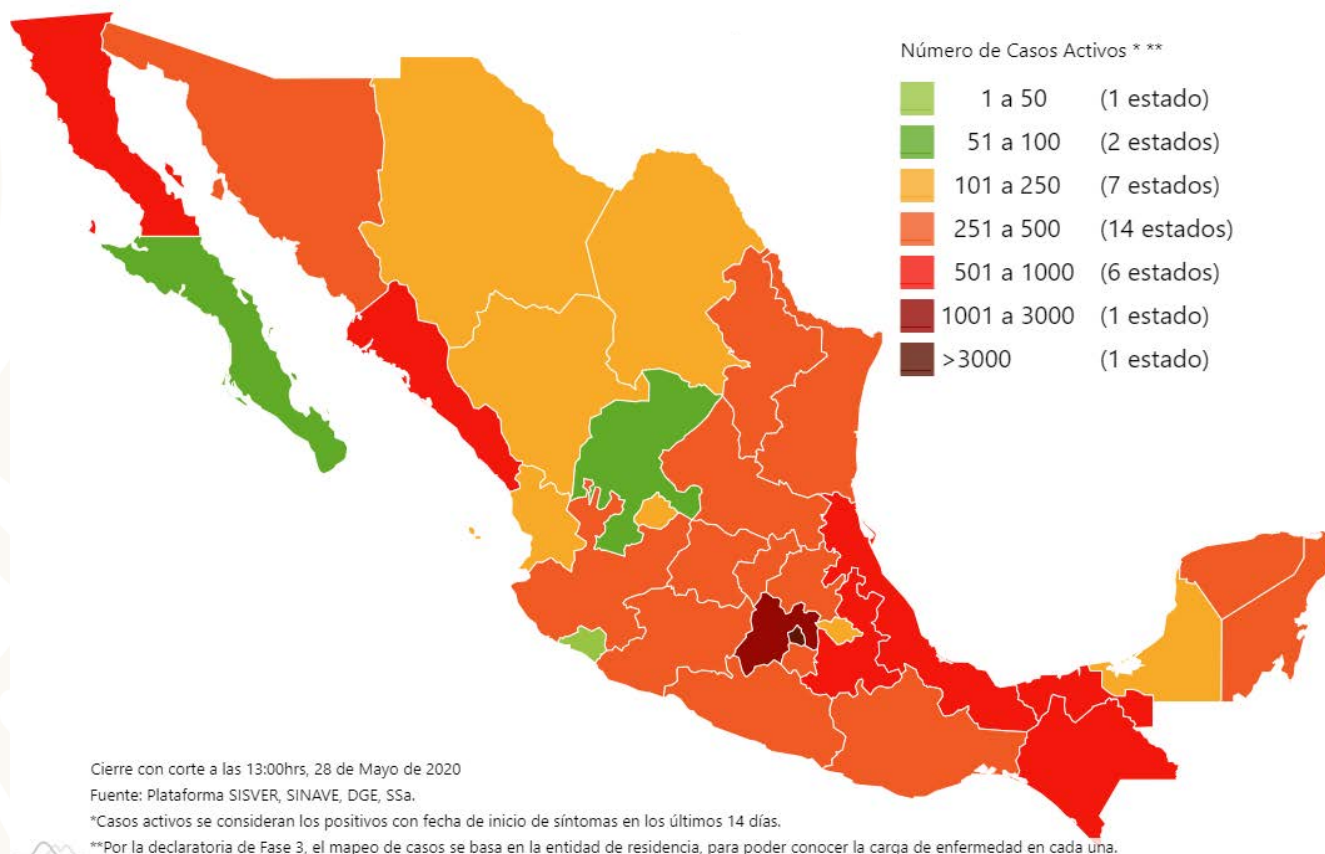 Número de Casos Activos * **
1 a 50 (1 estado)
51 a 100 (2 estados)
101 a 250 (7 estados)
251 a 500 (14 estados)
501 a 1000 (6 estados)
1001 a 3000 (1 estado)
>3000 (1 estado)
Cierre con corte a las 13:00hrs, 28 de Mayo de 2020
Fuente: Plataforma SISVER, SINAVE, DGE, SSa.
*Casos activos se consideran los positivos con fecha de inicio de síntomas en los últimos 14 días.
**Por la declaratoria de Fase 3, el mapeo de casos se basa en la entidad de residencia, para poder conocer la carga de enfermedad en cada una.